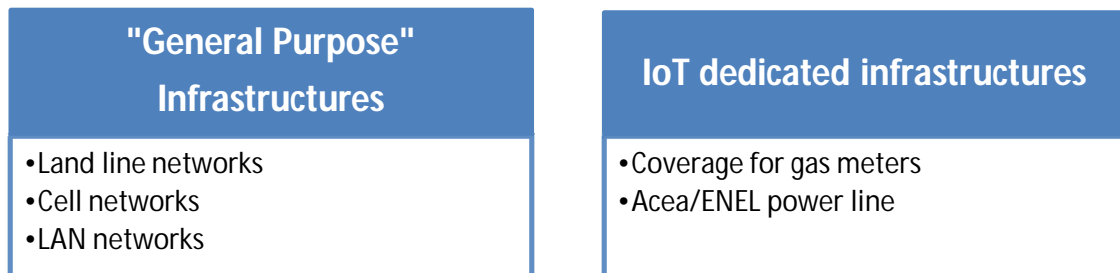 "General Purpose"
Infrastructures
•Land line networks
•Cell networks
•LAN networks
IoT dedicated infrastructures
•Coverage for gas meters
•Acea/ENEL power line